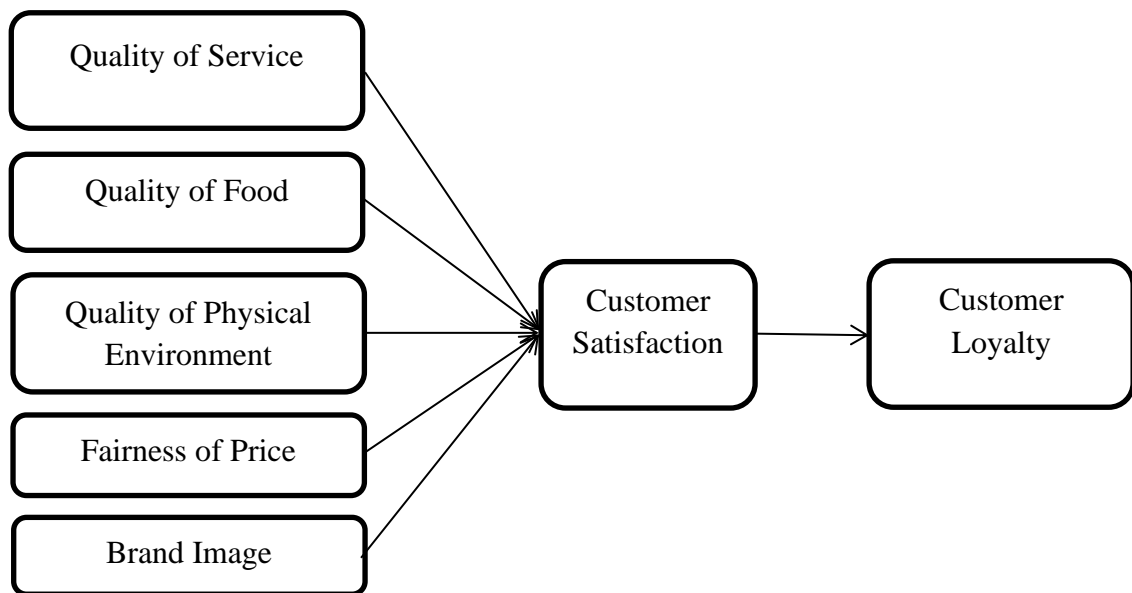 Quality of Service
Quality of Food
Quality of Physical
Environment
Fairness of Price
Brand Image
Customer
Satisfaction
Customer
Loyalty